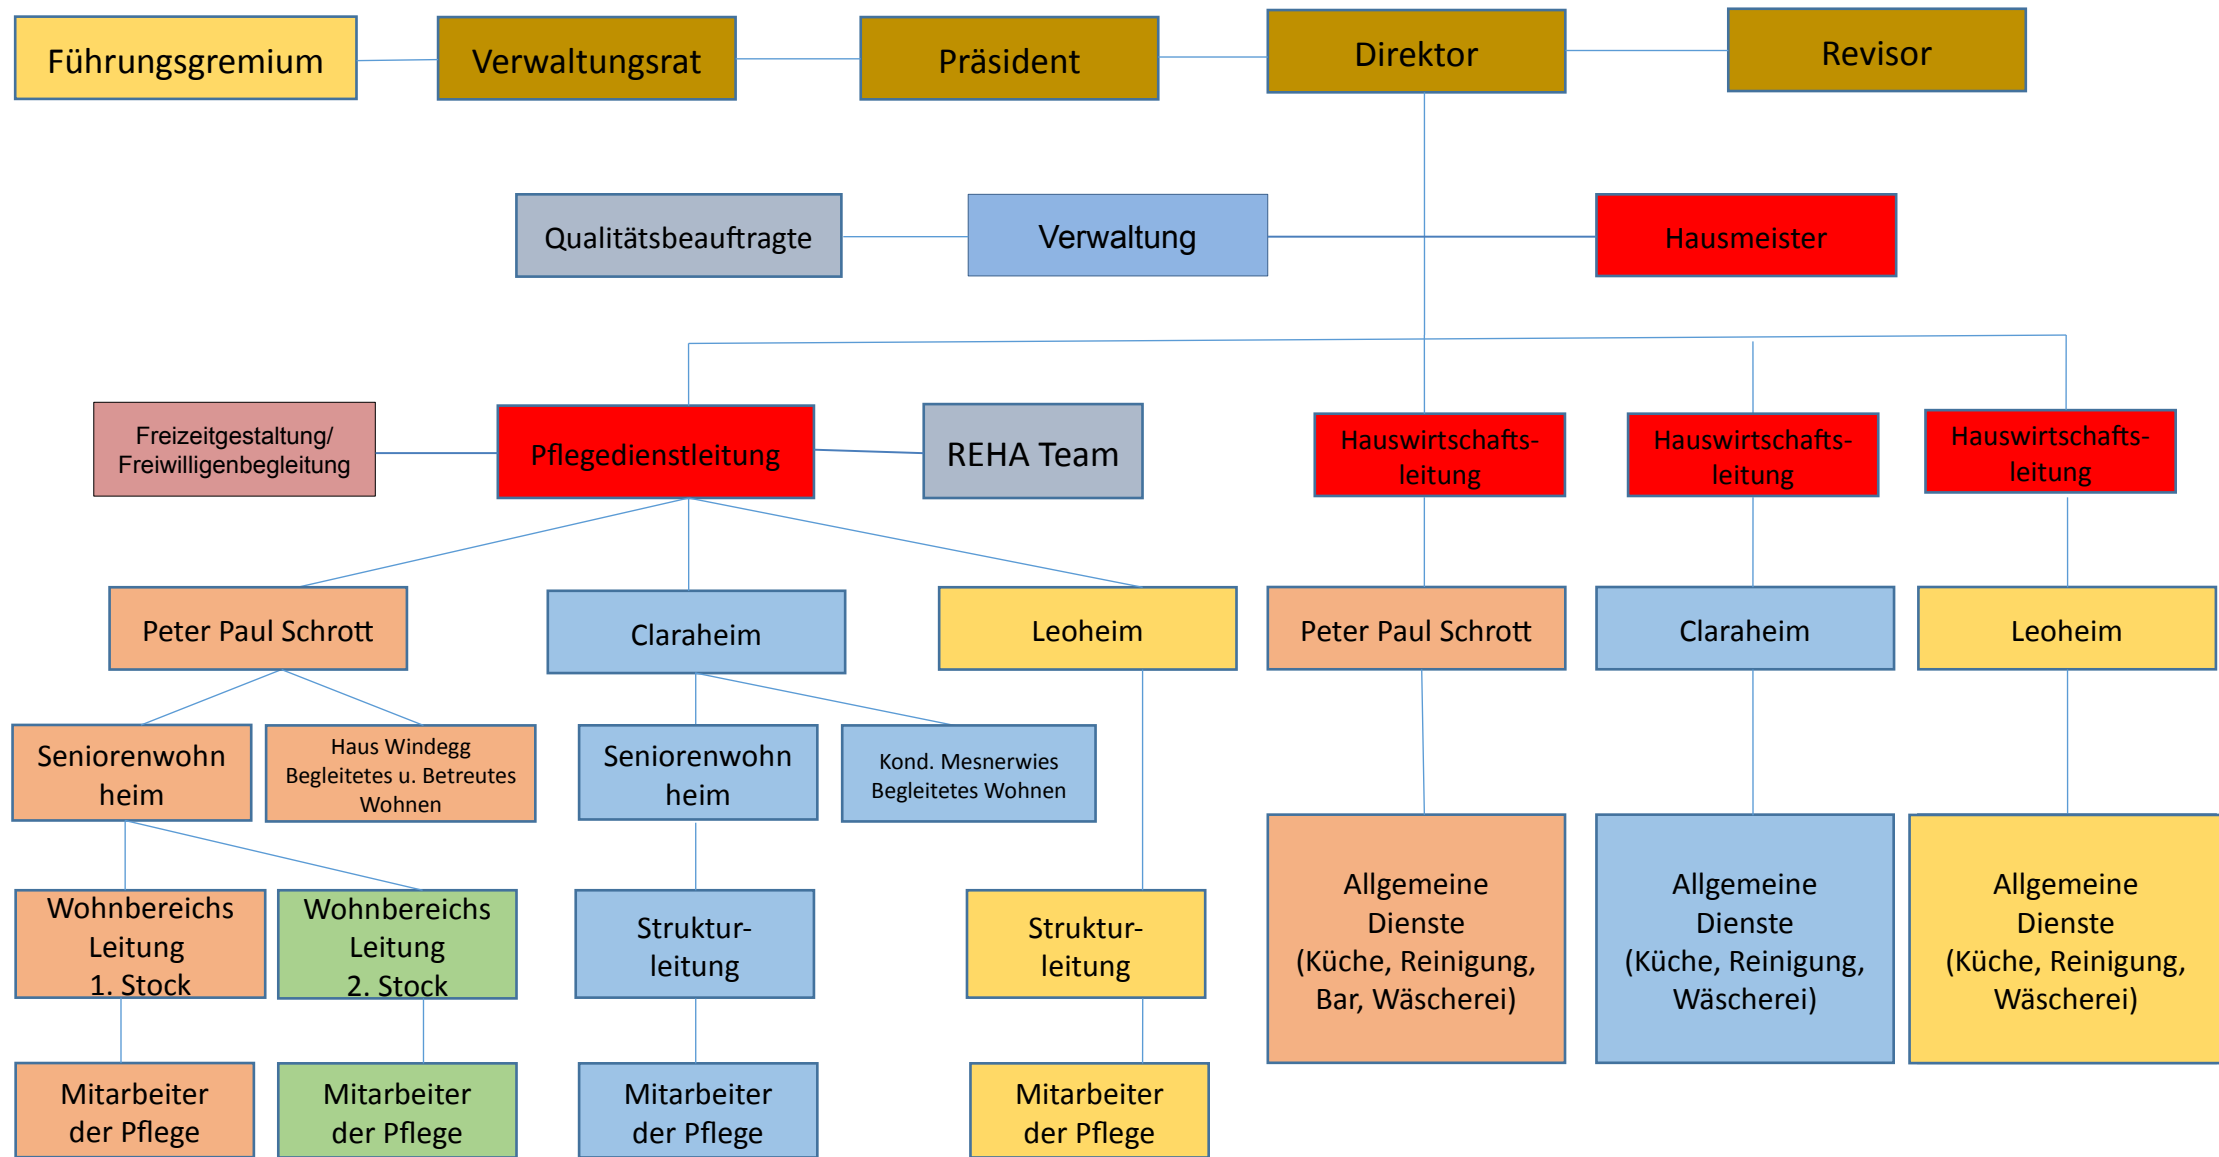 Führungsgremium
Verwaltungsrat
Präsident
Direktor
Revisor
Qualitätsbeauftragte
Verwaltung
Hausmeister
Freizeitgestaltung/
Freiwilligenbegleitung
Pflegedienstleitung
REHA Team
Hauswirtschafts-
leitung
Hauswirtschafts-
leitung
Hauswirtschafts-
leitung
Peter Paul Schrott
Claraheim
Leoheim
Peter Paul Schrott
Claraheim
Leoheim
Seniorenwohn
heim
Haus Windegg
Begleitetes u. Betreutes
Wohnen
Seniorenwohn
heim
Kond. Mesnerwies
Begleitetes Wohnen
Wohnbereichs
Leitung
1. Stock
Wohnbereichs
Leitung
2. Stock
Struktur-
leitung
Struktur-
leitung
Allgemeine
Dienste
(Küche, Reinigung,
Bar, Wäscherei)
Allgemeine
Dienste
(Küche, Reinigung,
Wäscherei)
Allgemeine
Dienste
(Küche, Reinigung,
Wäscherei)
Mitarbeiter
der Pflege
Mitarbeiter
der Pflege
Mitarbeiter
der Pflege
Mitarbeiter
der Pflege